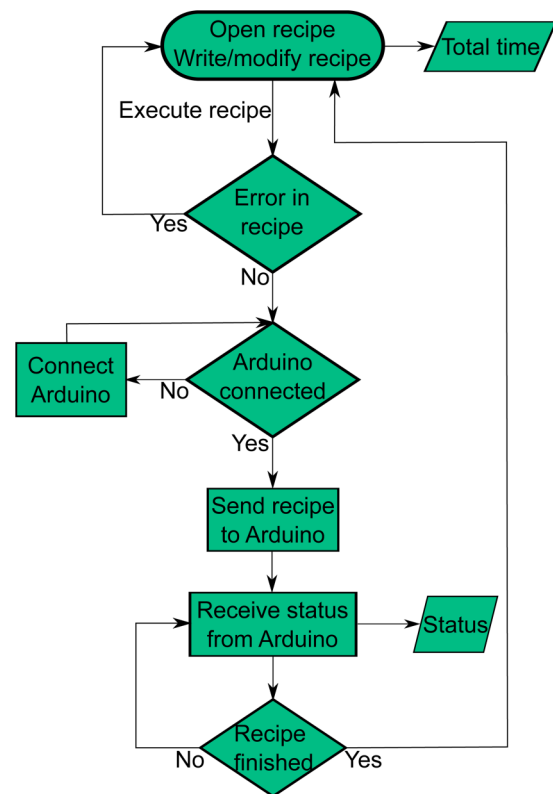 Open recipe
Write/modify recipe
Total time
Execute recipe
Error in
recipe
Yes
No
Arduino
connected
Connect
Arduino
No
Yes
Send recipe
to Arduino
Receive status
from Arduino
Status
Recipe
finished
No
Yes